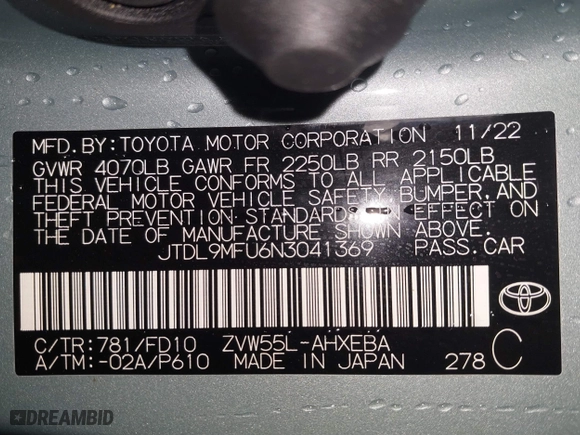 MFD.BY:TOYOTA MOTOR CORPORATION 11/22
GVWR 4070LB GAWR FR 2250LB RR 2150LB
THIS VEHICLE CONFORMS TO ALL APPLICABLE
FEDERAL MOTOR VEHICLE SAFETY, BUMPER, AND
THEFT PREVENTION STANDARDS IN EFFECT ON
THE DATE OF MANUFACTURE SHOWN ABOVE.
JTDL9MFU6N3041369 PASS.CAR
C/TR:781/FD10 ZVW55L-AHXEBA
A/TM:-02A/P610 MADE IN JAPAN 278 C
DREAMBID